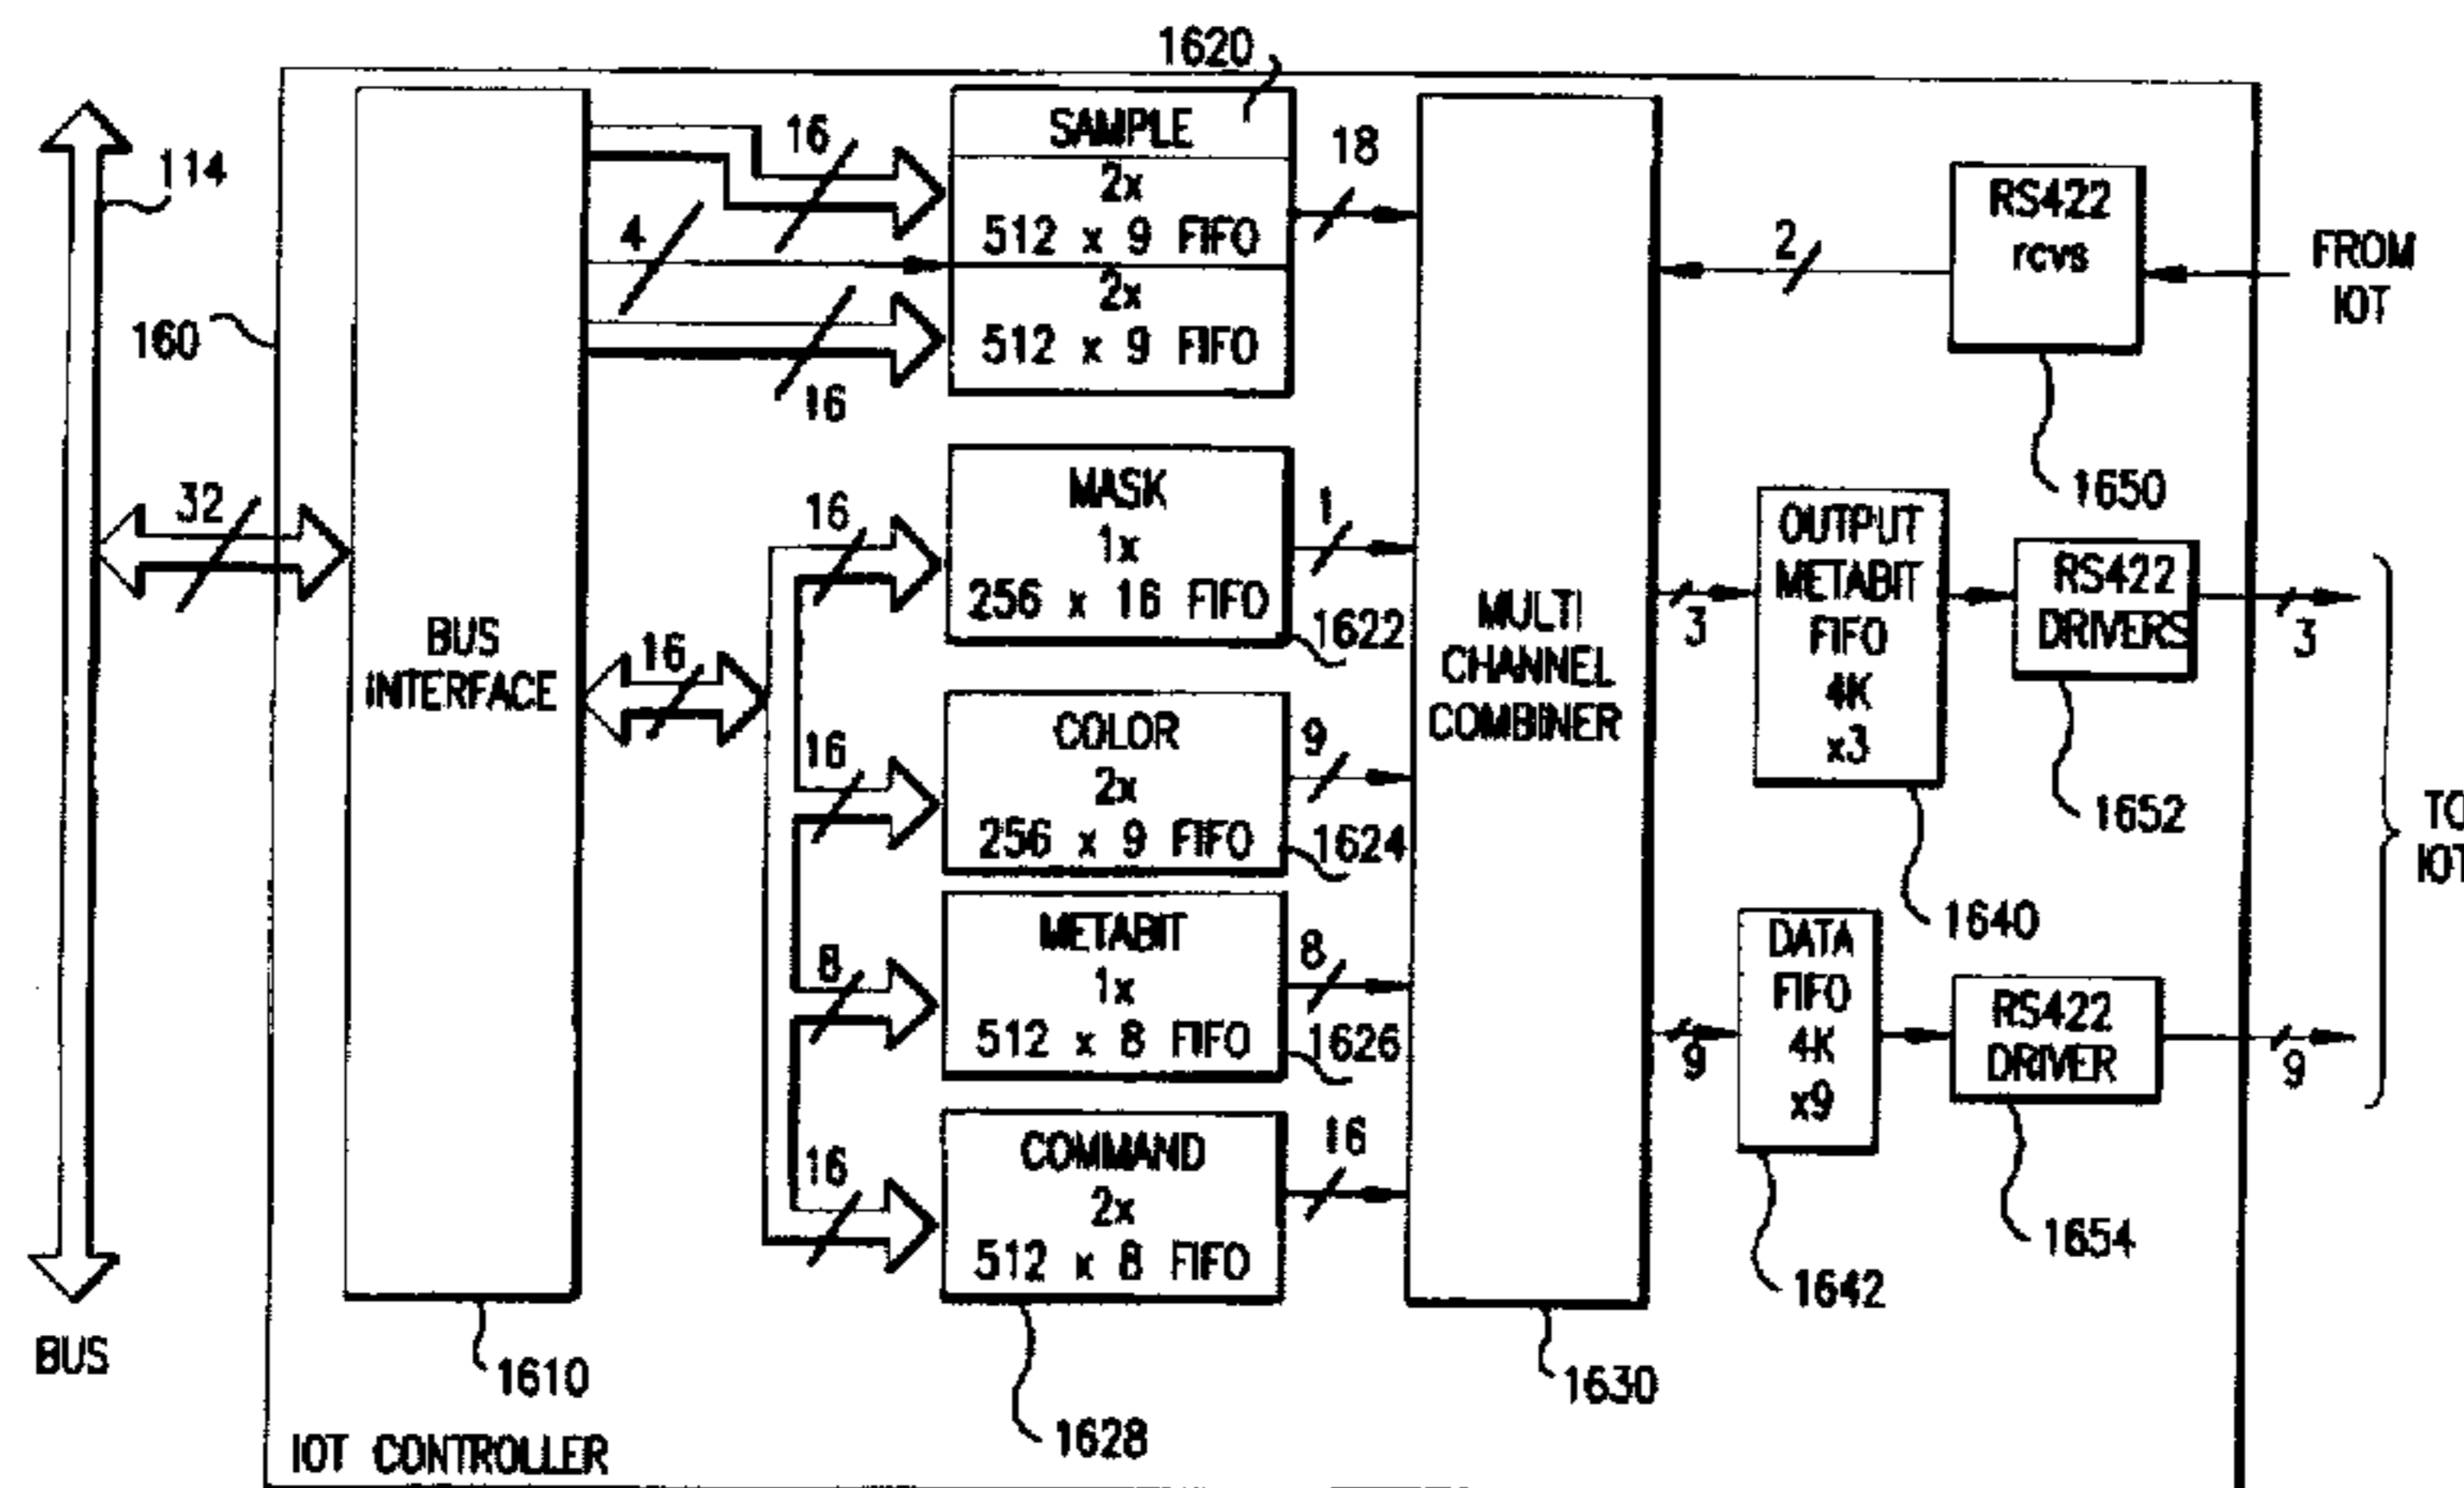 1620
114
160
32
BUS
BUS
INTERFACE
1610
IOT CONTROLLER
16
4
16
16
SAMPLE
2x
512 x 9 FIFO
2x
512 x 9 FIFO
18
16
MASK
1x
256 x 16 FIFO
1622
1
16
COLOR
2x
256 x 9 FIFO
1624
9
8
METABIT
1x
512 x 8 FIFO
1626
8
16
COMMAND
2x
512 x 8 FIFO
1628
16
MULTI
CHANNEL
COMBINER
1630
2
RS422
rcvs
1650
FROM
IOT
3
OUTPUT
METABIT
FIFO
4K
x3
1640
RS422
DRIVERS
1652
3
9
DATA
FIFO
4K
x9
1642
RS422
DRIVER
1654
9
TO
IOT